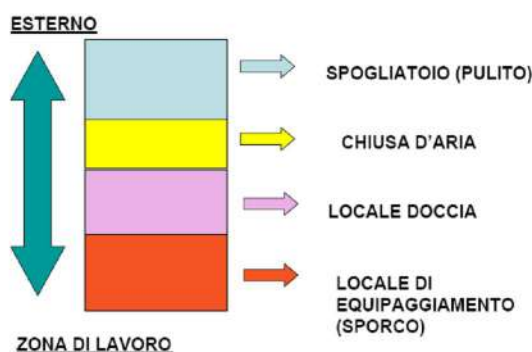 ESTERNO
SPOGLIATOIO (PULITO)
CHIUSA D'ARIA
LOCALE DOCCIA
LOCALE DI
EQUIPAGGIAMENTO
(SPORCO)
ZONA DI LAVORO